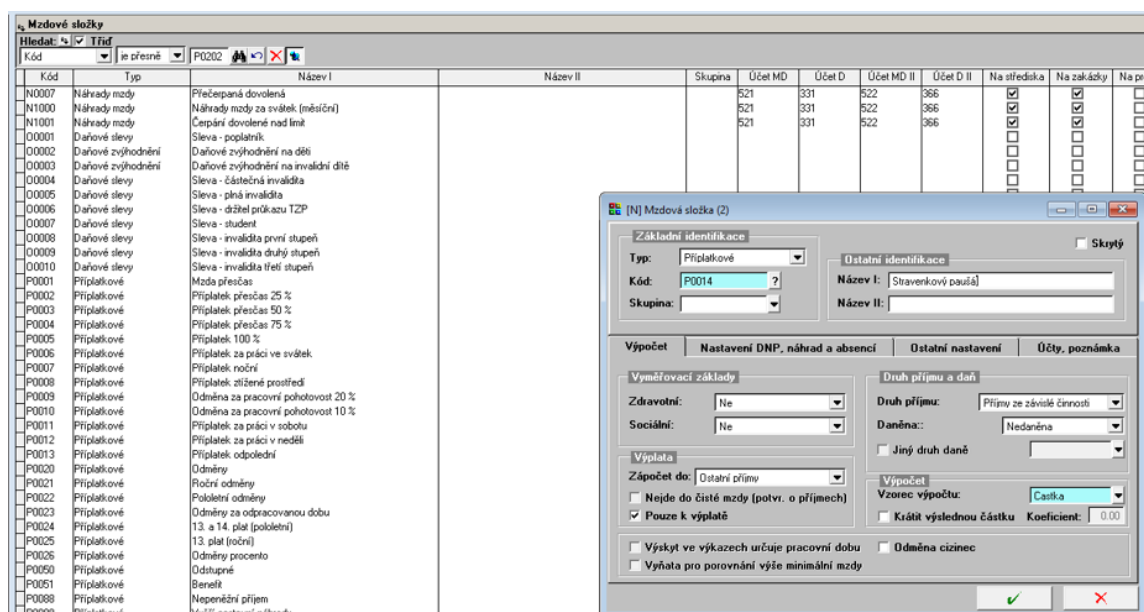 Mzdové složky
Hledat: Třiď
Kód je přesně P0202
Kód Typ Název I Název II Skupina Účet MD Účet D Účet MD II Účet D II Na střediska Na zakázky Na pr
N0007 Náhrady mzdy Přečerpaná dovolená 521 331 522 366
N1000 Náhrady mzdy Náhrady mzdy za svátek (měsíční) 521 331 522 366
N1001 Náhrady mzdy Čerpání dovolené nad limit 521 331 522 366
O0001 Daňové slevy Sleva - poplatník
O0002 Daňové zvýhodnění Daňové zvýhodnění na děti
O0003 Daňové zvýhodnění Daňové zvýhodnění na invalidní dítě
O0004 Daňové slevy Sleva - částečná invalidita
O0005 Daňové slevy Sleva - plná invalidita
O0006 Daňové slevy Sleva - držitel průkazu TZP
O0007 Daňové slevy Sleva - student
O0008 Daňové slevy Sleva - invalidita první stupeň
O0009 Daňové slevy Sleva - invalidita druhý stupeň
O0010 Daňové slevy Sleva - invalidita třetí stupeň
P0001 Příplatkové Mzda přesčas
P0002 Příplatkové Příplatek přesčas 25 %
P0003 Příplatkové Příplatek přesčas 50 %
P0004 Příplatkové Příplatek přesčas 75 %
P0005 Příplatkové Příplatek 100 %
P0006 Příplatkové Příplatek za práci ve svátek
P0007 Příplatkové Příplatek noční
P0008 Příplatkové Příplatek ztížené prostředí
P0009 Příplatkové Odměna za pracovní pohotovost 20 %
P0010 Příplatkové Odměna za pracovní pohotovost 10 %
P0011 Příplatkové Příplatek za práci v sobotu
P0012 Příplatkové Příplatek za práci v neděli
P0013 Příplatkové Příplatek odpolední
P0020 Příplatkové Odměny
P0021 Příplatkové Roční odměny
P0022 Příplatkové Pololetní odměny
P0023 Příplatkové Odměny za odpracovanou dobu
P0024 Příplatkové 13. a 14. plat (pololetní)
P0025 Příplatkové 13. plat (roční)
P0026 Příplatkové Odměny procento
P0050 Příplatkové Odstupné
P0051 Příplatkové Benefit
P0088 Příplatkové Nepeněžní příjem
[N] Mzdová složka (2)
Základní identifikace
Skrytý
Typ: Příplatkové
Ostatní identifikace
Kód: P0014 ?
Název I: Stravenkový paušál
Skupina:
Název II:
Výpočet Nastavení DNP, náhrad a absencí Ostatní nastavení Účty, poznámka
Vyměřovací základy
Druh příjmu a daň
Zdravotní: Ne
Druh příjmu: Příjmy ze závislé činnosti
Sociální: Ne
Daněna:: Nedaněna
Jiný druh daně
Výplata
Zápočet do: Ostatní příjmy
Výpočet
Vzorec výpočtu: Castka
Nejde do čisté mzdy (potvr. o příjmech)
Pouze k výplatě
Krátit výslednou částku Koeficient: 0.00
Výskyt ve výkazech určuje pracovní dobu Odměna cizinec
Vyňata pro porovnání výše minimální mzdy